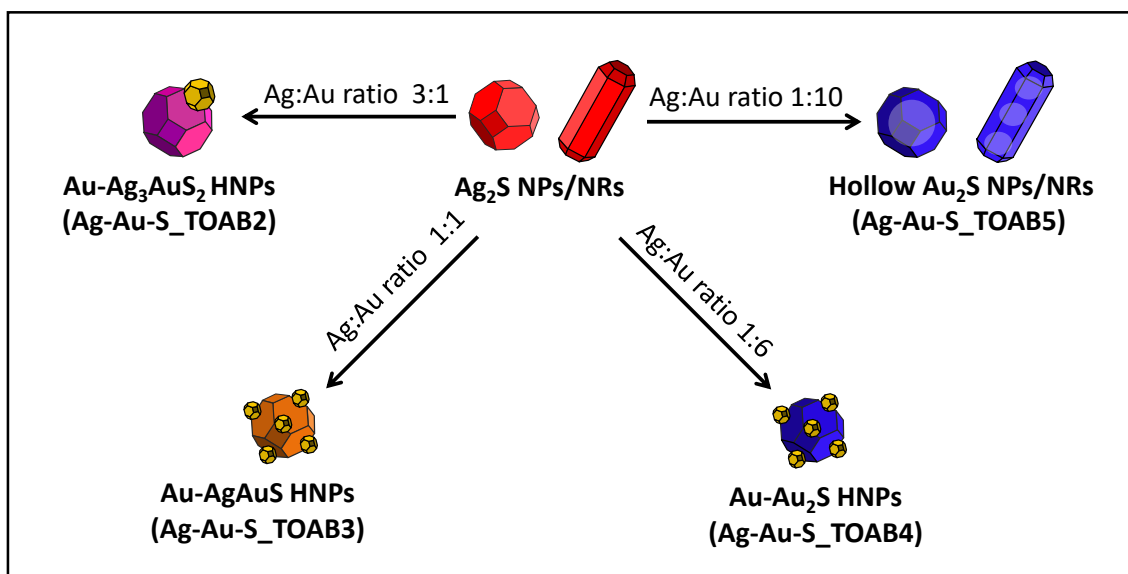 Ag:Au ratio 3:1
Ag:Au ratio 1:10
Au-Ag₃AuS₂ HNPs
(Ag-Au-S_TOAB2)
Ag₂S NPs/NRs
Hollow Au₂S NPs/NRs
(Ag-Au-S_TOAB5)
Ag:Au ratio 1:1
Ag:Au ratio 1:6
Au-AgAuS HNPs
(Ag-Au-S_TOAB3)
Au-Au₂S HNPs
(Ag-Au-S_TOAB4)